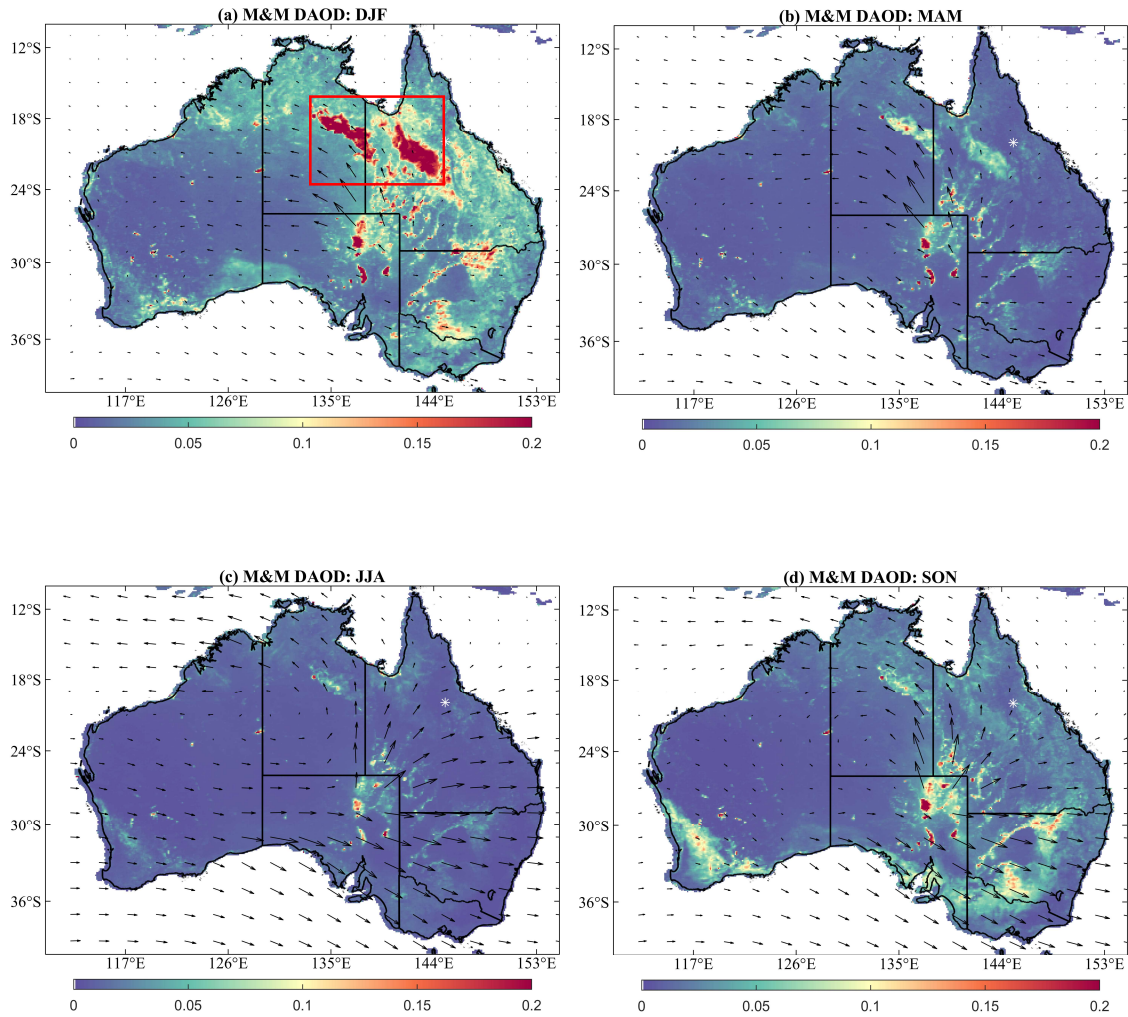 (a) M&M DAOD: DJF
12°S
18°S
24°S
30°S
36°S
117°E 126°E 135°E 144°E 153°E
0 0.05 0.1 0.15 0.2
(b) M&M DAOD: MAM
12°S
18°S
24°S
30°S
36°S
117°E 126°E 135°E 144°E 153°E
0 0.05 0.1 0.15 0.2
(c) M&M DAOD: JJA
12°S
18°S
24°S
30°S
36°S
117°E 126°E 135°E 144°E 153°E
0 0.05 0.1 0.15 0.2
(d) M&M DAOD: SON
12°S
18°S
24°S
30°S
36°S
117°E 126°E 135°E 144°E 153°E
0 0.05 0.1 0.15 0.2